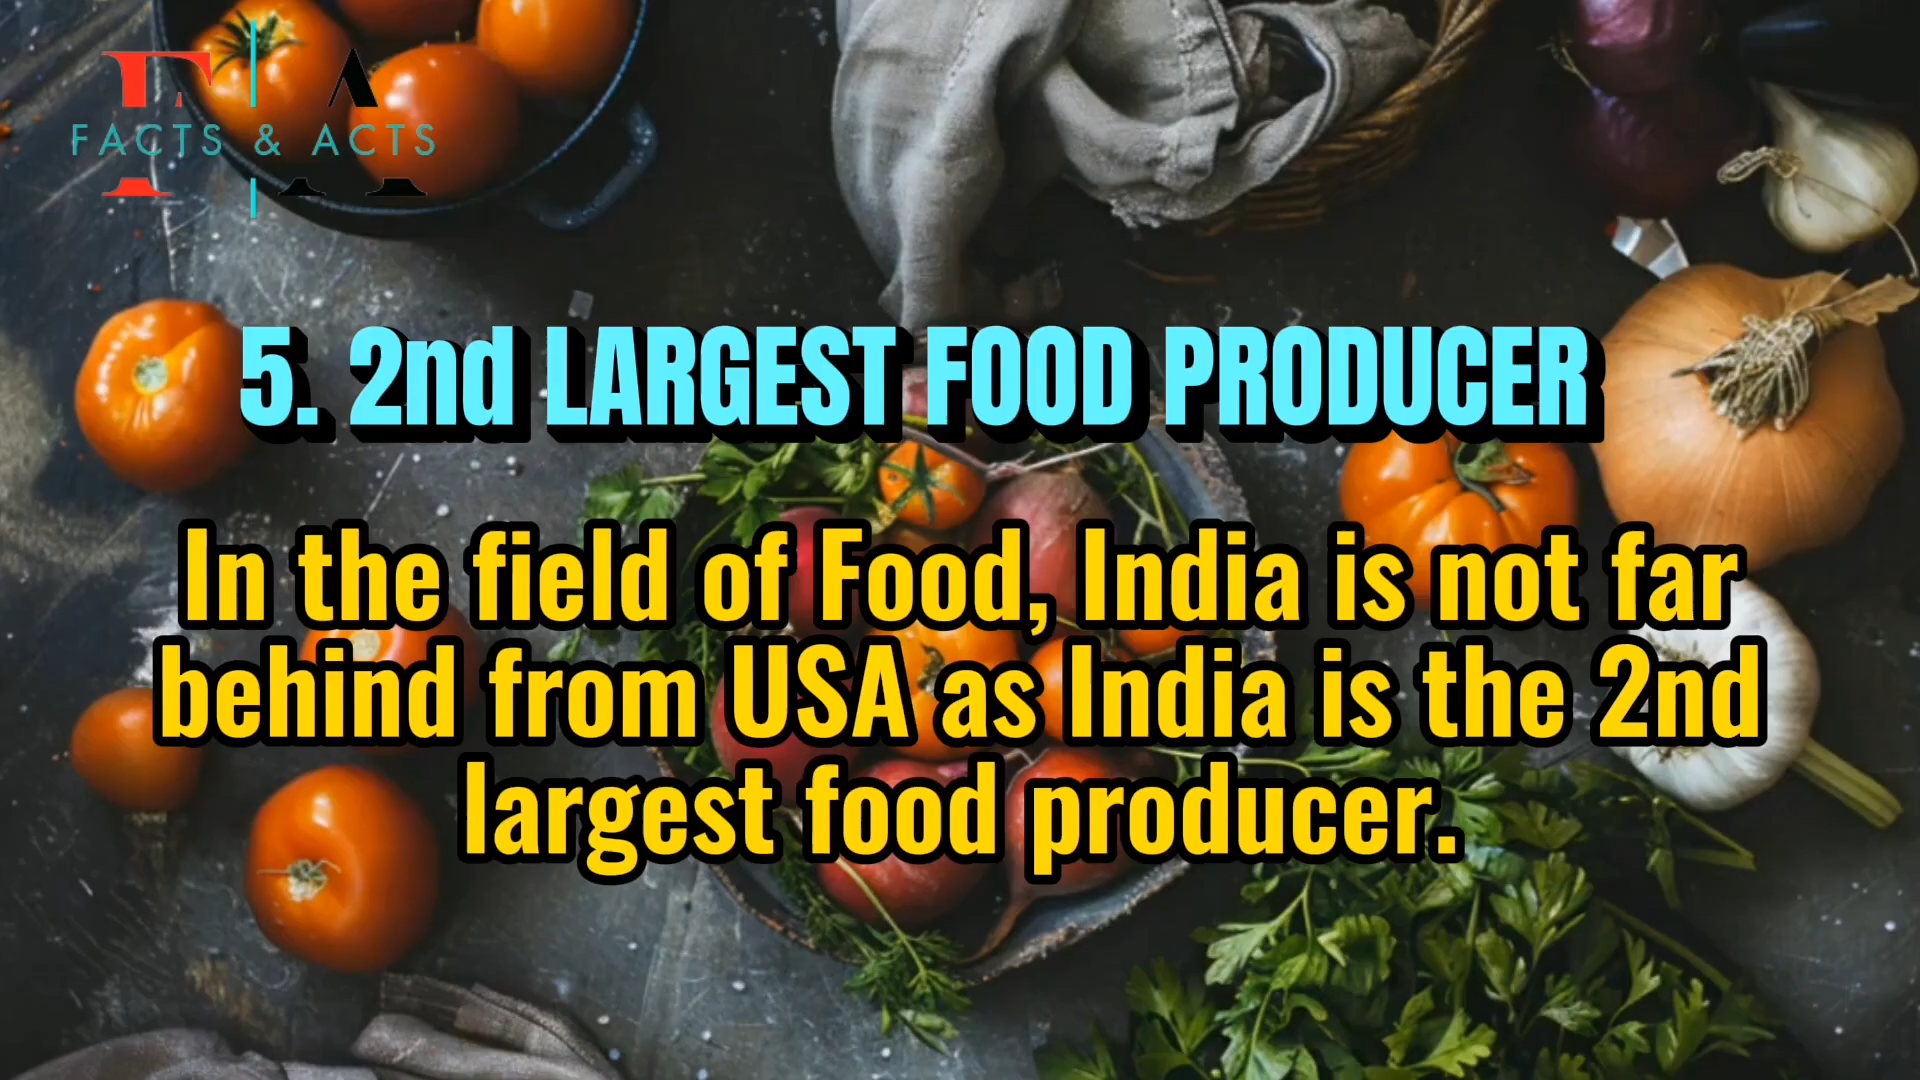 FA
FACTS & ACTS
5. 2nd LARGEST FOOD PRODUCER
In the field of Food, India is not far
behind from USA as India is the 2nd
largest food producer.